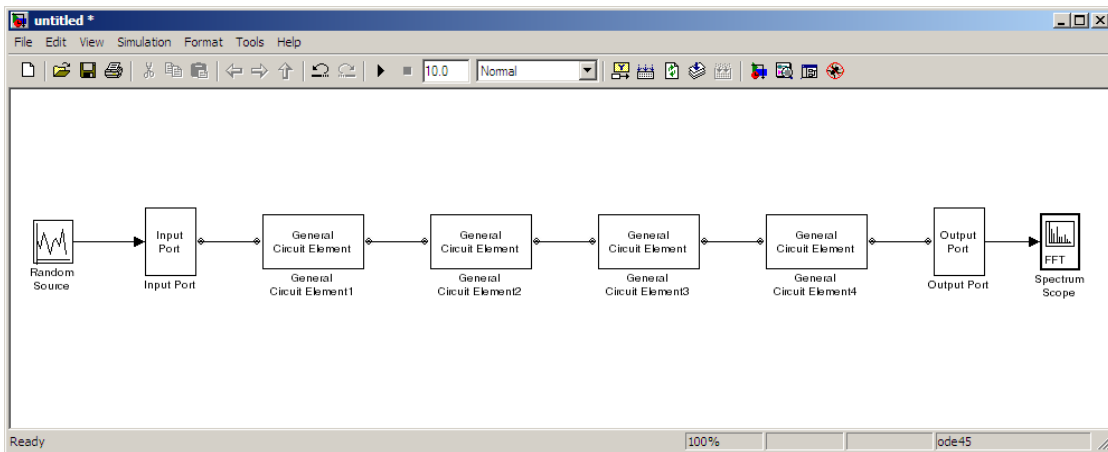 untitled *
File Edit View Simulation Format Tools Help
10.0 Normal
Random
Source
Input
Port
Input Port
General
Circuit Element
General
Circuit Element1
General
Circuit Element
General
Circuit Element2
General
Circuit Element
General
Circuit Element3
General
Circuit Element
General
Circuit Element4
Output
Port
Output Port
FFT
Spectrum
Scope
Ready 100% ode45